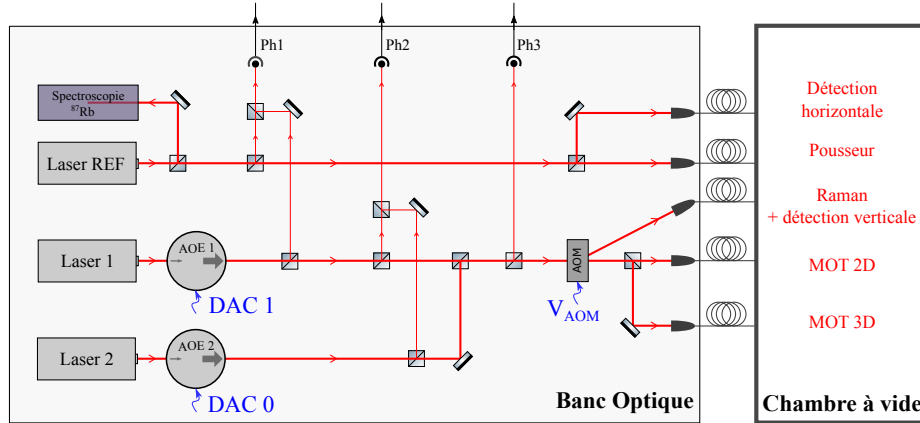 Ph1
Ph2
Ph3
Spectroscopie
⁸⁷Rb
Laser REF
Laser 1
AOE 1
DAC 1
Laser 2
AOE 2
DAC 0
AOM
V_AOM
Banc Optique
Détection
horizontale
Pousseur
Raman
+ détection verticale
MOT 2D
MOT 3D
Chambre à vide